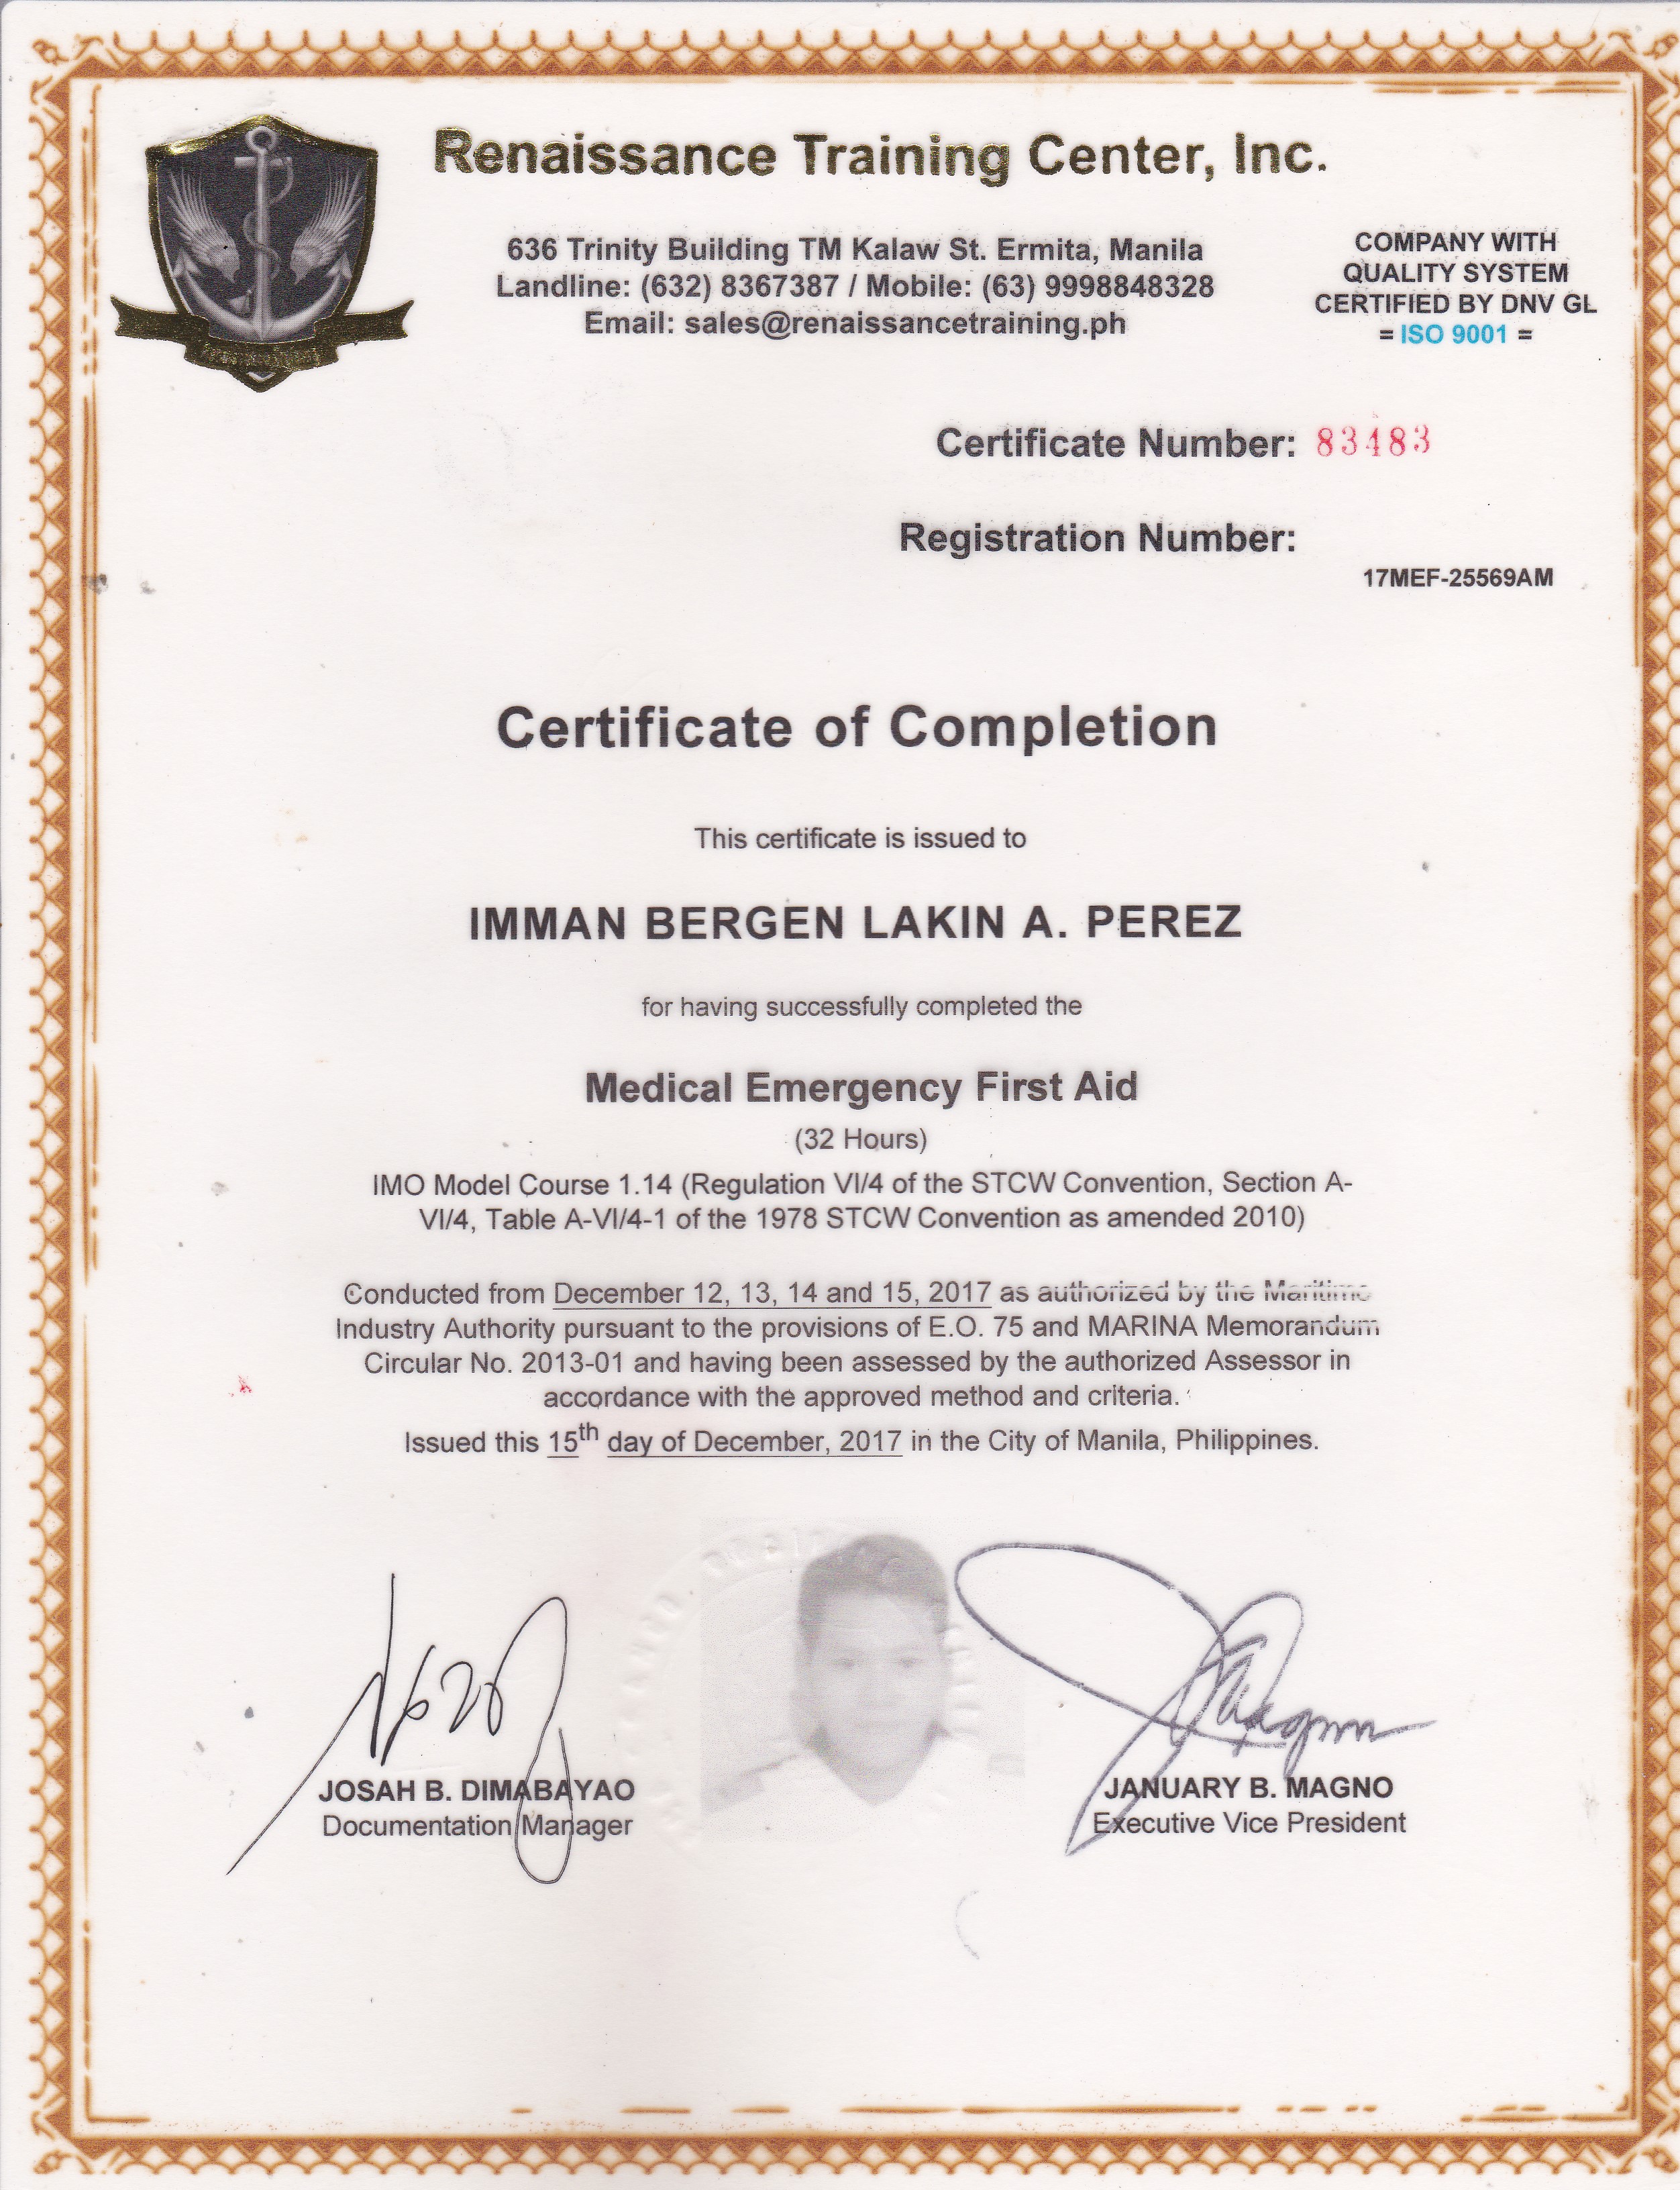 Renaissance Training Center, Inc.
636 Trinity Building TM Kalaw St. Ermita, Manila
Landline: (632) 8367387 / Mobile: (63) 9998848328
Email: sales@renaissancetraining.ph
COMPANY WITH
QUALITY SYSTEM
CERTIFIED BY DNV GL
= ISO 9001 =
Certificate Number: 83483
Registration Number:
17MEF-25569AM
Certificate of Completion
This certificate is issued to
IMMAN BERGEN LAKIN A. PEREZ
for having successfully completed the
Medical Emergency First Aid
(32 Hours)
IMO Model Course 1.14 (Regulation VI/4 of the STCW Convention, Section A-
VI/4, Table A-VI/4-1 of the 1978 STCW Convention as amended 2010)
Conducted from December 12, 13, 14 and 15, 2017 as authorized by the Maritime
Industry Authority pursuant to the provisions of E.O. 75 and MARINA Memorandum
Circular No. 2013-01 and having been assessed by the authorized Assessor in
accordance with the approved method and criteria.
Issued this 15th day of December, 2017 in the City of Manila, Philippines.
JOSAH B. DIMABAYAO
Documentation Manager
JANUARY B. MAGNO
Executive Vice President